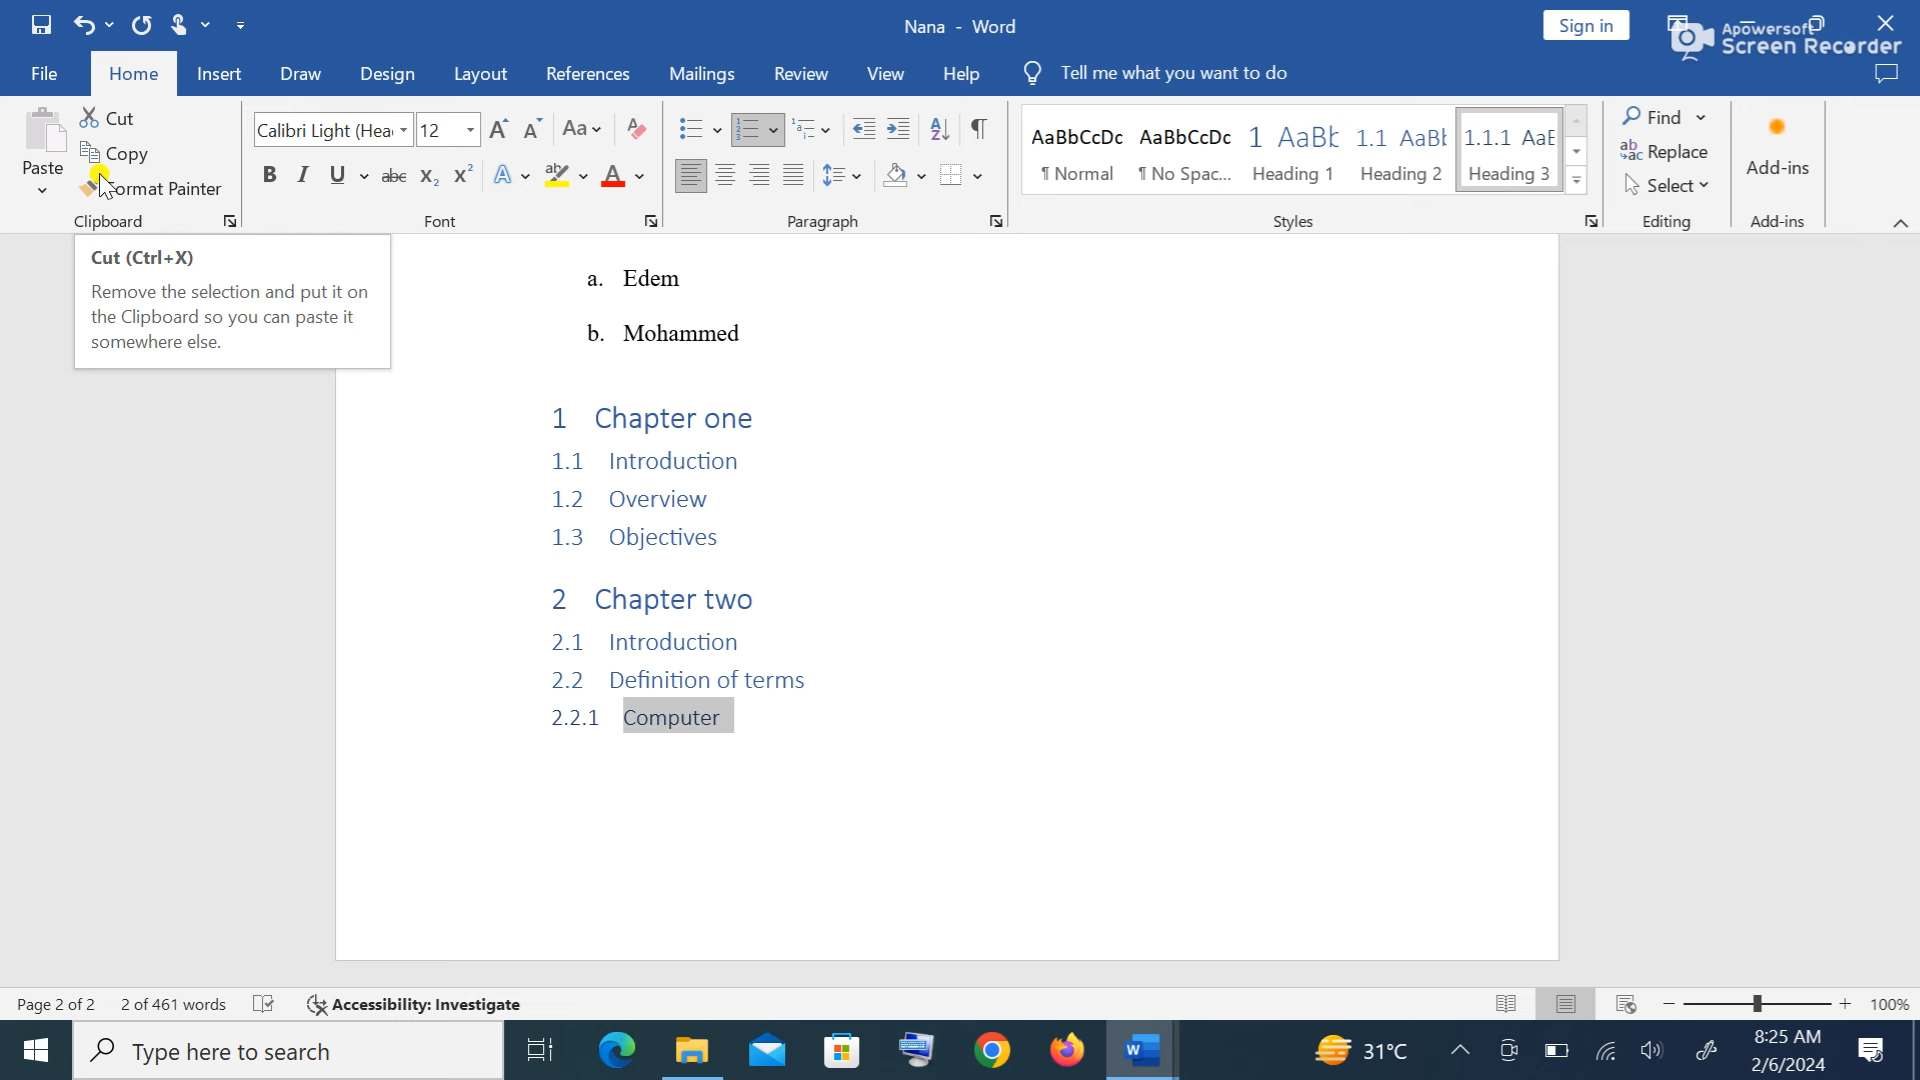 Nana - Word
Sign in
Apowersoft
Screen Recorder
File Home Insert Draw Design Layout References Mailings Review View Help Tell me what you want to do
Paste
Cut
Copy
Format Painter
Clipboard
Calibri Light (Hea 12
Font
Paragraph
AaBbCcDc AaBbCcDc 1 AaBb 1.1 AaBb 1.1.1 AaB
¶ Normal ¶ No Spac... Heading 1 Heading 2 Heading 3
Styles
Find
Replace
Select
Editing
Add-ins
Add-ins
Cut (Ctrl+X)
Remove the selection and put it on
the Clipboard so you can paste it
somewhere else.
a. Edem
b. Mohammed
1 Chapter one
1.1 Introduction
1.2 Overview
1.3 Objectives
2 Chapter two
2.1 Introduction
2.2 Definition of terms
2.2.1 Computer
Page 2 of 2 2 of 461 words Accessibility: Investigate 100%
Type here to search
31°C
8:25 AM
2/6/2024